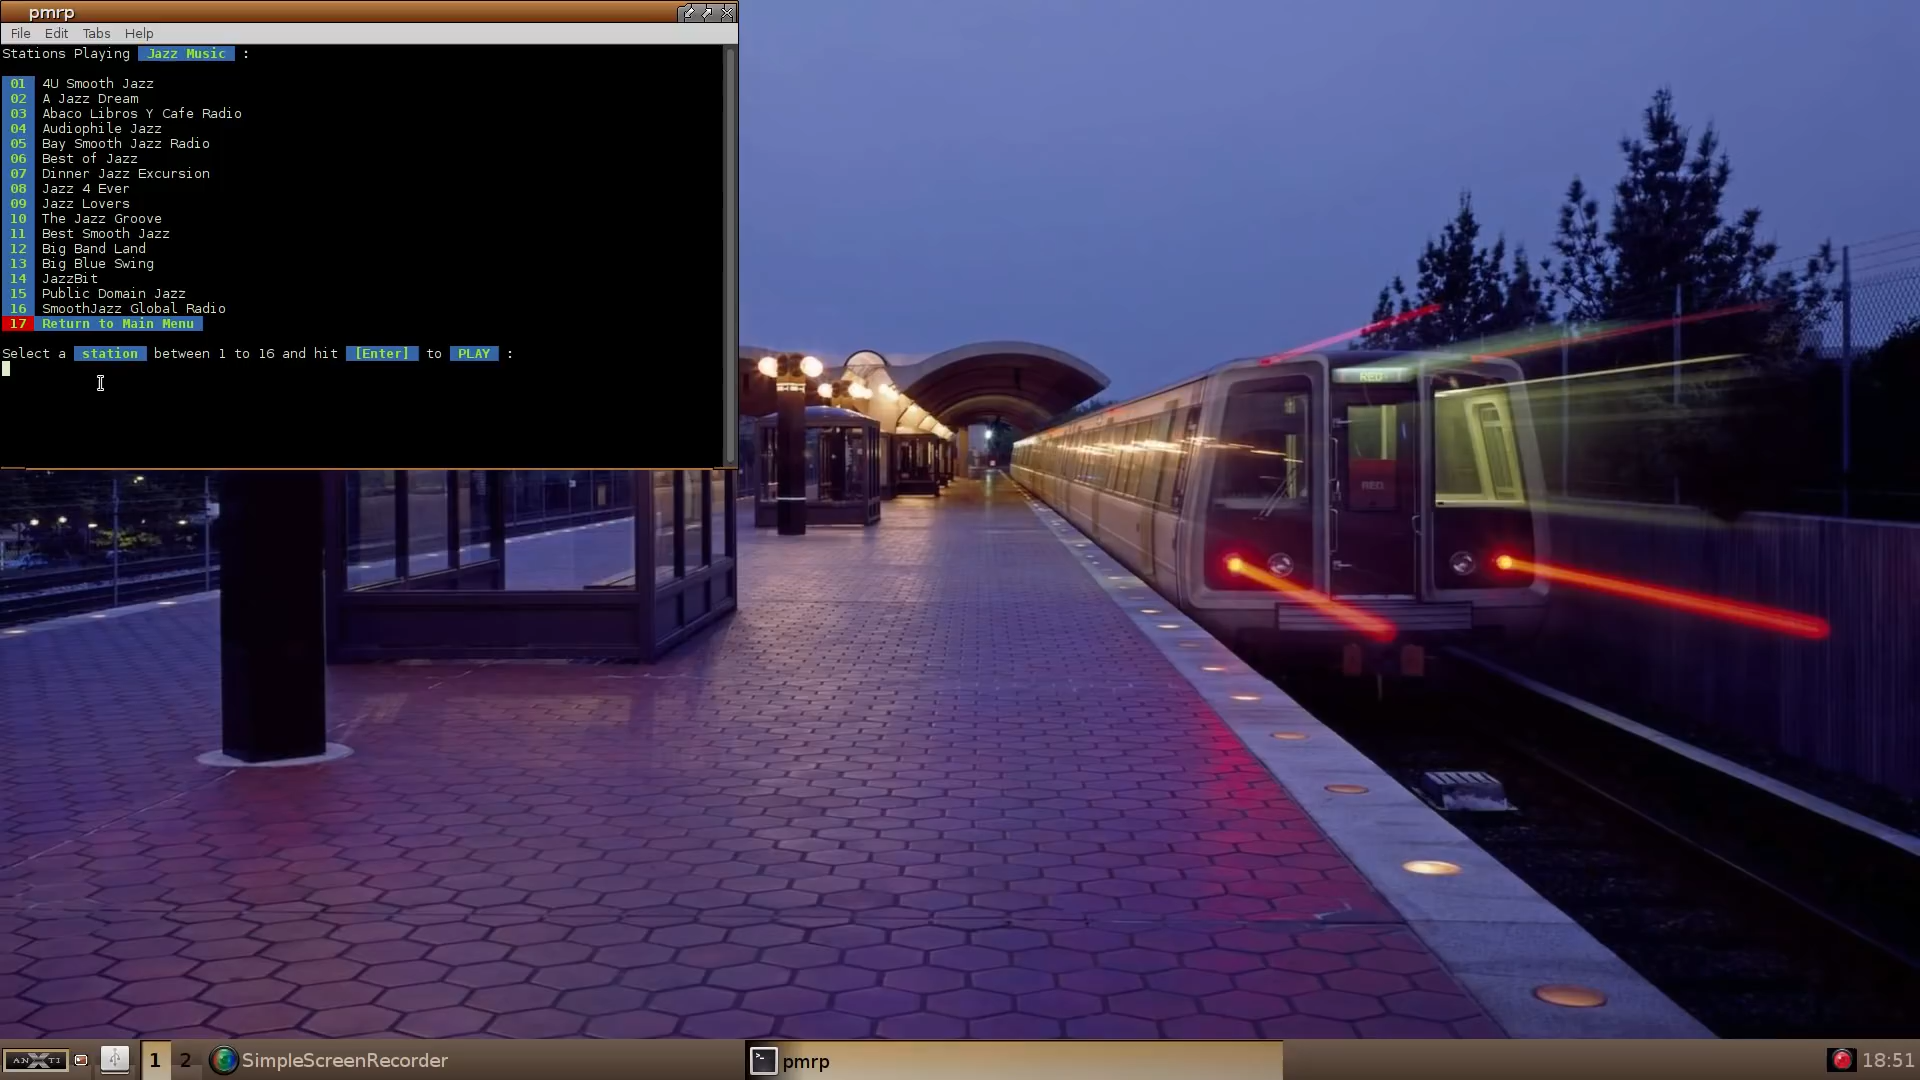 pmrp
File Edit Tabs Help
Stations Playing Jazz Music :
01 4U Smooth Jazz
02 A Jazz Dream
03 Abaco Libros Y Cafe Radio
04 Audiophile Jazz
05 Bay Smooth Jazz Radio
06 Best of Jazz
07 Dinner Jazz Excursion
08 Jazz 4 Ever
09 Jazz Lovers
10 The Jazz Groove
11 Best Smooth Jazz
12 Big Band Land
13 Big Blue Swing
14 JazzBit
15 Public Domain Jazz
16 SmoothJazz Global Radio
17 Return to Main Menu
Select a station between 1 to 16 and hit [Enter] to PLAY :
RED
RED
ANXTI 1 2 SimpleScreenRecorder pmrp 18:51